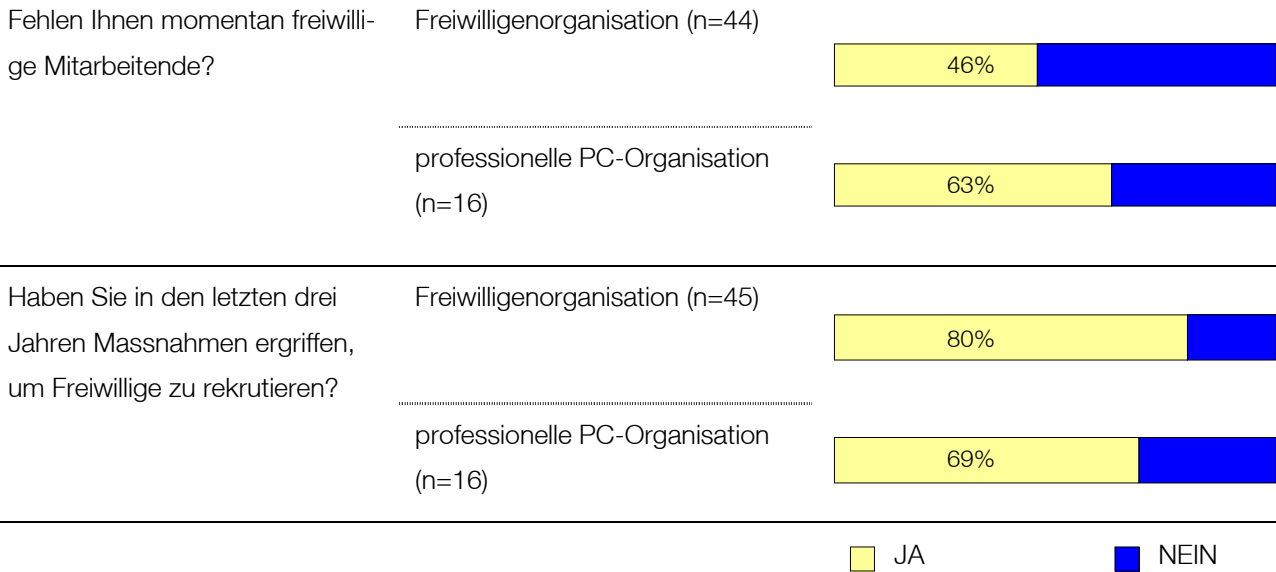 Fehlen Ihnen momentan freiwilli-
ge Mitarbeitende?
Freiwilligenorganisation (n=44)
46%
professionelle PC-Organisation
(n=16)
63%
Haben Sie in den letzten drei
Jahren Massnahmen ergriffen,
um Freiwillige zu rekrutieren?
Freiwilligenorganisation (n=45)
80%
professionelle PC-Organisation
(n=16)
69%
JA
NEIN